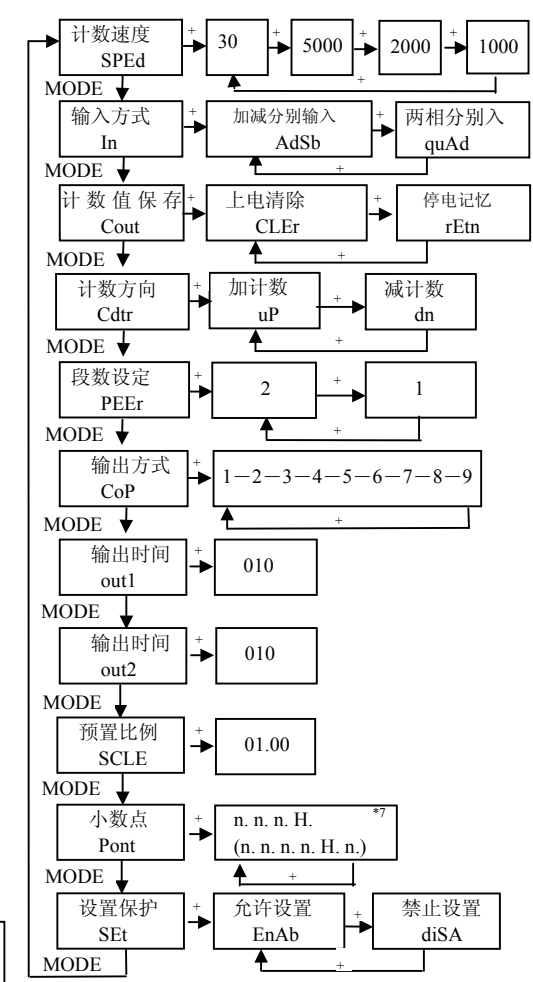 计数速度 + 30 + 5000 + 2000 + 1000
SPEd
+
MODE
输入方式 + 加减分别输入 + 两相分别入
In AdSb quAd
+
MODE
计数值保存 + 上电清除 + 停电记忆
Cout CLEr rEtn
+
MODE
计数方向 + 加计数 + 减计数
Cdtr uP dn
+
MODE
段数设定 + 2 + 1
PEEr
+
MODE
输出方式 + 1－2－3－4－5－6－7－8－9
CoP
+
MODE
输出时间 + 010
out1
MODE
输出时间 + 010
out2
MODE
预置比例 + 01.00
SCLE
MODE
小数点 + n. n. n. H. *7
Pont (n. n. n. n. H. n.)
+
MODE
设置保护 + 允许设置 + 禁止设置
SEt EnAb diSA
+
MODE